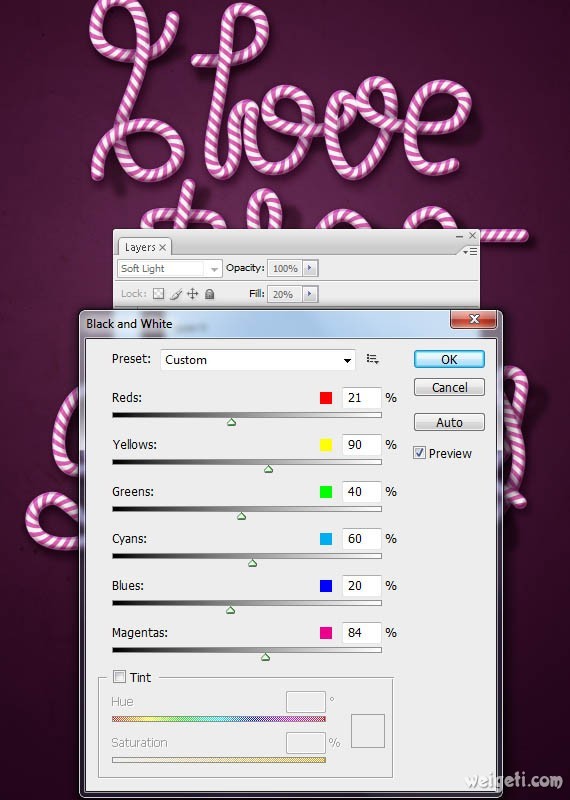 I love
Layers
Soft Light Opacity: 100%
Lock: Fill: 20%
Black and White
Preset: Custom OK
Cancel
Reds: 21 %
Auto
Yellows: 90 %
Preview
Greens: 40 %
Cyans: 60 %
Blues: 20 %
Magentas: 84 %
Tint
Hue °
Saturation %
weigeti.com